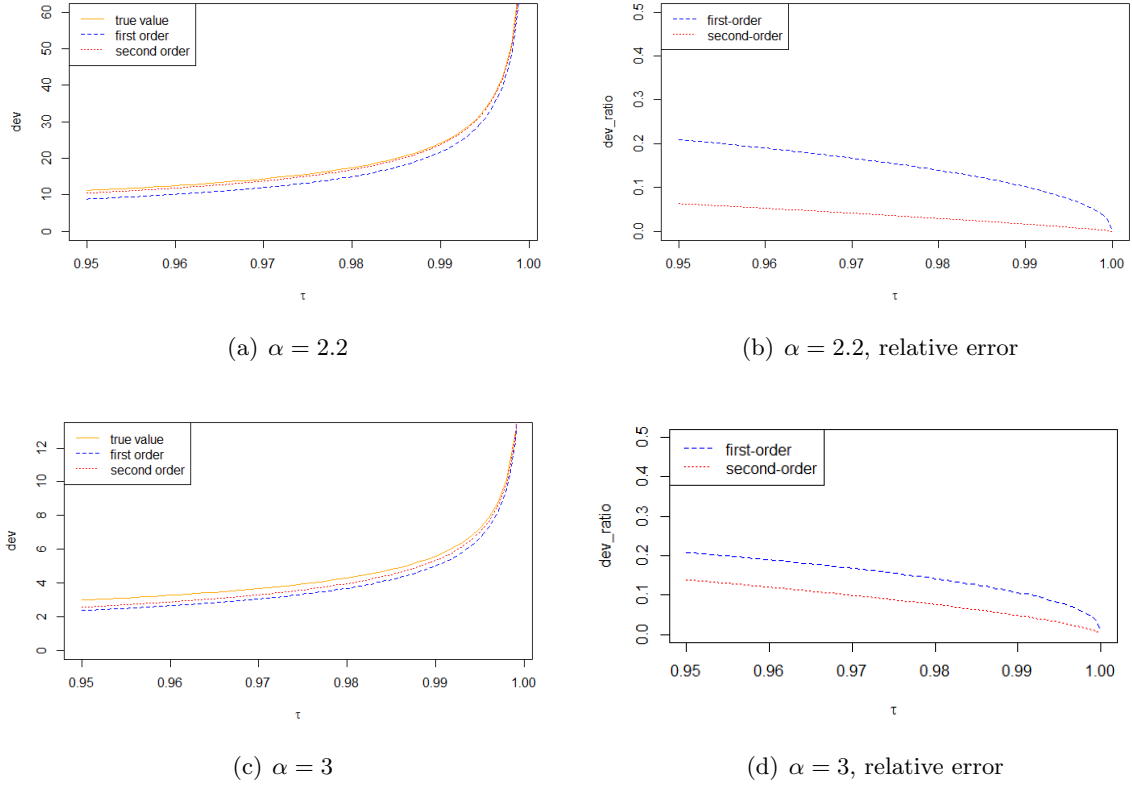 true value
first order
second order
dev
0
10
20
30
40
50
60
0.95
0.96
0.97
0.98
0.99
1.00
τ
(a) α = 2.2
first-order
second-order
dev_ratio
0.0
0.1
0.2
0.3
0.4
0.5
0.95
0.96
0.97
0.98
0.99
1.00
τ
(b) α = 2.2, relative error
true value
first order
second order
dev
0
2
4
6
8
10
12
0.95
0.96
0.97
0.98
0.99
1.00
τ
(c) α = 3
first-order
second-order
dev_ratio
0.0
0.1
0.2
0.3
0.4
0.5
0.95
0.96
0.97
0.98
0.99
1.00
τ
(d) α = 3, relative error